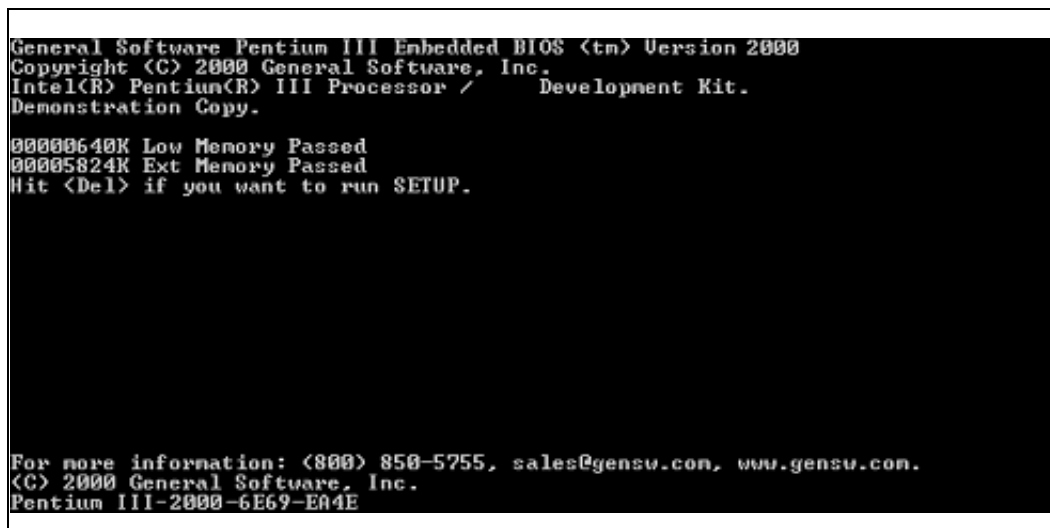 General Software Pentium III Embedded BIOS (tm) Version 2000
Copyright (C) 2000 General Software, Inc.
Intel(R) Pentium(R) III Processor /     Development Kit.
Demonstration Copy.
00000640K Low Memory Passed
00005824K Ext Memory Passed
Hit <Del> if you want to run SETUP.
For more information: (800) 850-5755, sales@gensw.com, www.gensw.com.
(C) 2000 General Software, Inc.
Pentium III-2000-6E69-EA4E